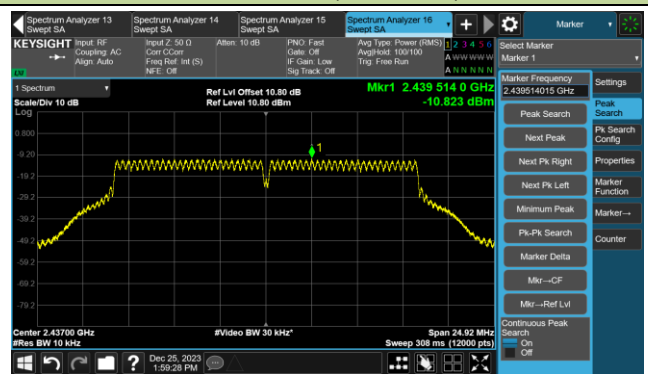 Spectrum Analyzer 13
Swept SA
Spectrum Analyzer 14
Swept SA
Spectrum Analyzer 15
Swept SA
Spectrum Analyzer 16
Swept SA
Marker
KEYSIGHT
Input: RF
Coupling: AC
Align: Auto
Input Z: 50 Ω
Corr CCorr
Freq Ref: Int (S)
NFE: Off
Atten: 10 dB
PNO: Fast
Gate: Off
IF Gain: Low
Sig Track: Off
Avg Type: Power (RMS)
Avg|Hold: 100/100
Trig: Free Run
1 2 3 4 5 6
A W W W W W
A N N N N N
Select Marker
Marker 1
1 Spectrum
Scale/Div 10 dB
Log
Ref Lvl Offset 10.80 dB
Ref Level 10.80 dBm
Mkr1 2.439 514 0 GHz
-10.823 dBm
Marker Frequency
2.439514015 GHz
Peak Search
Next Peak
Next Pk Right
Next Pk Left
Minimum Peak
Pk-Pk Search
Marker Delta
Mkr→CF
Mkr→Ref Lvl
Continuous Peak
Search
On
Off
Settings
Peak
Search
Pk Search
Config
Properties
Marker
Function
Marker→
Counter
0.800
-9.20
-19.2
-29.2
-39.2
-49.2
-59.2
-69.2
-79.2
1
Center 2.43700 GHz
#Res BW 10 kHz
#Video BW 30 kHz*
Span 24.92 MHz
Sweep 308 ms (12000 pts)
Dec 25, 2023
1:59:28 PM